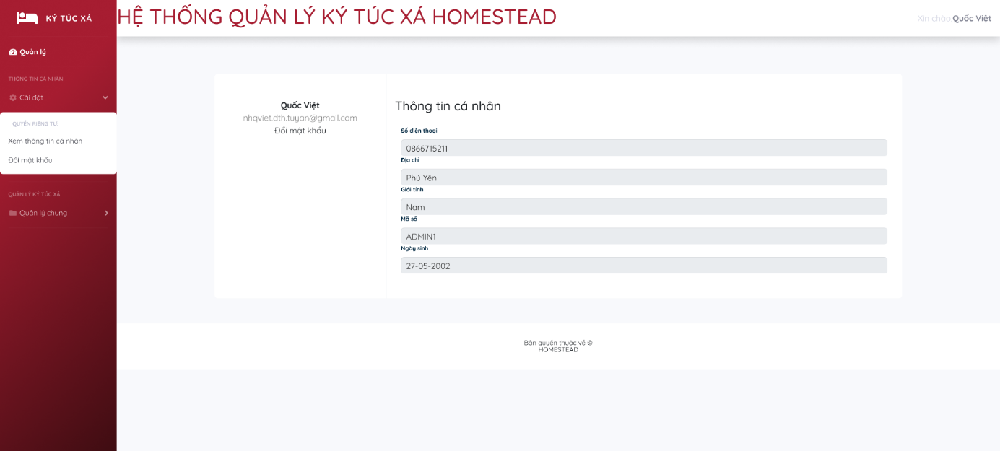 KÝ TÚC XÁ
HỆ THỐNG QUẢN LÝ KÝ TÚC XÁ HOMESTEAD
Xin chào,Quốc Việt
Quản lý
THÔNG TIN CÁ NHÂN
Cài đặt
QUYỀN RIÊNG TƯ:
Xem thông tin cá nhân
Đổi mật khẩu
QUẢN LÝ KÝ TÚC XÁ
Quản lý chung
Quốc Việt
nhqviet.dth.tuyan@gmail.com
Đổi mật khẩu
Thông tin cá nhân
Số điện thoại
0866715211
Địa chỉ
Phú Yên
Giới tính
Nam
Mã số
ADMIN1
Ngày sinh
27-05-2002
Bản quyền thuộc về ©
HOMESTEAD